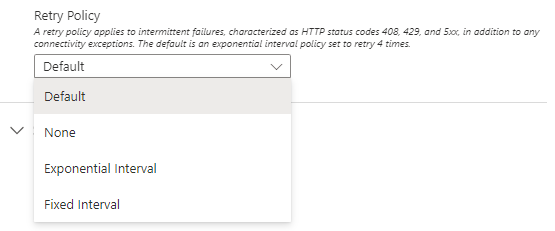 Retry Policy
A retry policy applies to intermittent failures, characterized as HTTP status codes 408, 429, and 5xx, in addition to any
connectivity exceptions. The default is an exponential interval policy set to retry 4 times.
Default
Default
None
Exponential Interval
Fixed Interval